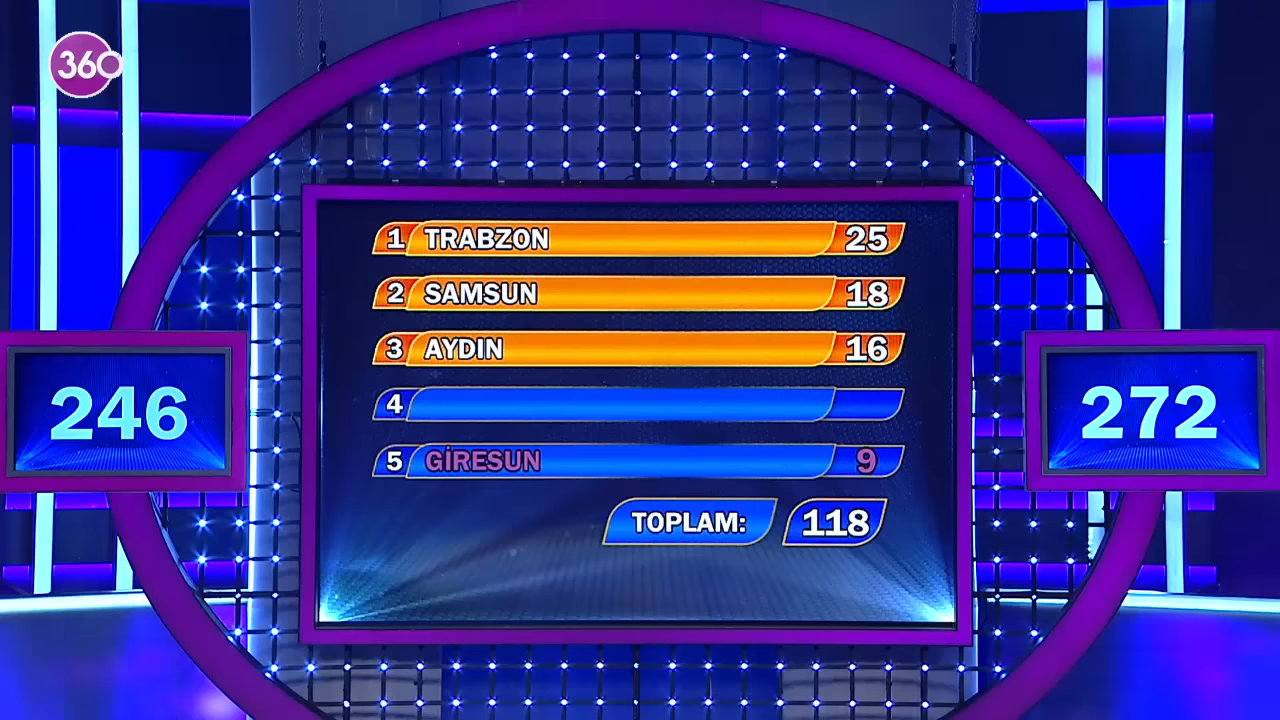 360
1 TRABZON 25
2 SAMSUN 18
3 AYDIN 16
4
5 GİRESUN 9
TOPLAM: 118
246
272